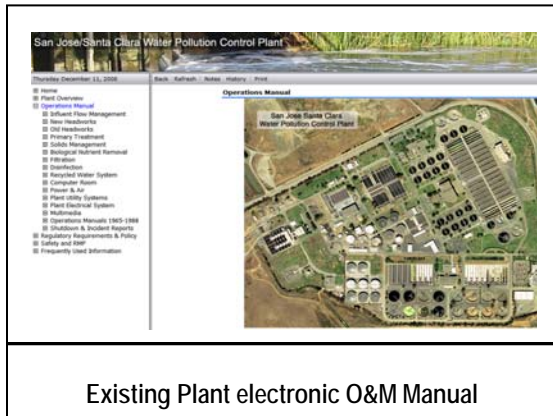 San Jose/Santa Clara Water Pollution Control Plant
Thursday December 11, 2008
Back Refresh Notes History Print
Home
Plant Overview
Operations Manual
Influent Flow Management
New Headworks
Old Headworks
Primary Treatment
Solids Management
Biological Nutrient Removal
Filtration
Disinfection
Recycled Water System
Computer Room
Power & Air
Plant Utility Systems
Plant Electrical System
Multimedia
Operations Manuals 1965-1988
Shutdown & Incident Reports
Regulatory Requirements & Policy
Safety and RMP
Frequently Used Information
Operations Manual
San Jose Santa Clara
Water Pollution Control Plant
Existing Plant electronic O&M Manual